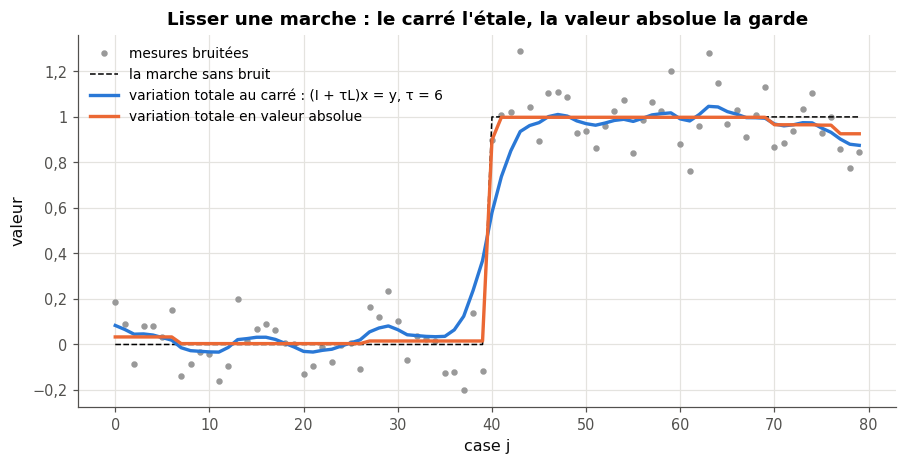 Lisser une marche : le carré l'étale, la valeur absolue la garde
mesures bruitées
la marche sans bruit
variation totale au carré : (I + τL)x = y, τ = 6
variation totale en valeur absolue
valeur
1,2
1
0,8
0,6
0,4
0,2
0
−0,2
0 10 20 30 40 50 60 70 80
case j